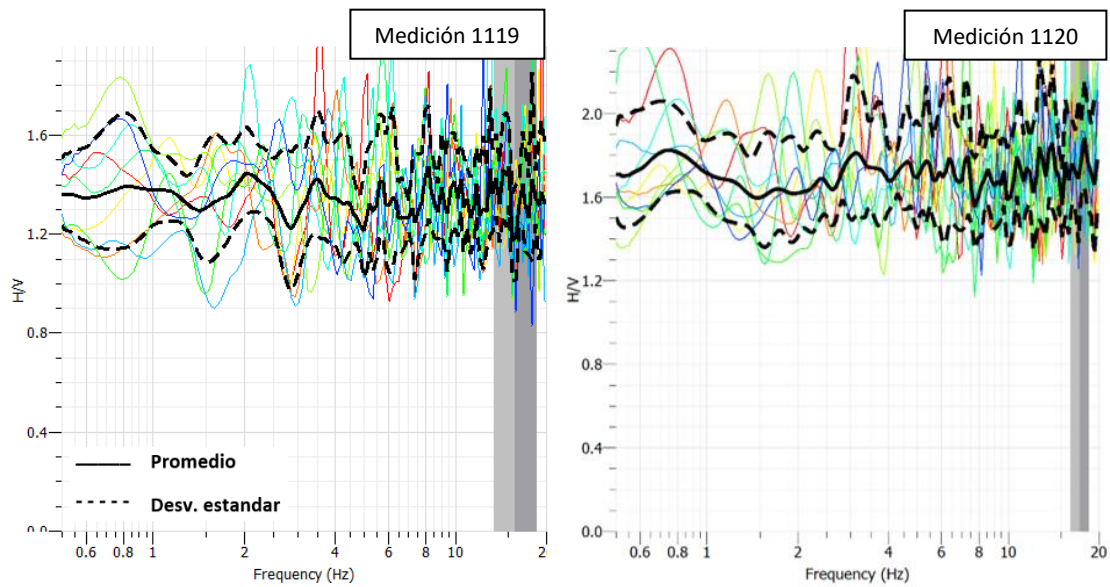 Medición 1119
Medición 1120
H/V
1.6
1.2
0.8
0.4
0.0
Promedio
Desv. estandar
0.6 0.8 1 2 4 6 8 10 2
Frequency (Hz)
H/V
2.0
1.6
1.2
0.8
0.4
0.0
0.6 0.8 1 2 4 6 8 10 20
Frequency (Hz)